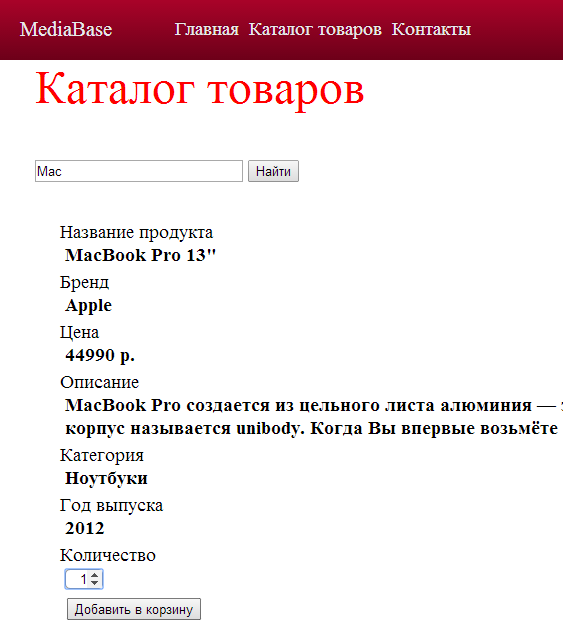 MediaBase Главная Каталог товаров Контакты
Каталог товаров
Mac Найти
Название продукта
MacBook Pro 13"
Бренд
Apple
Цена
44990 р.
Описание
MacBook Pro создается из цельного листа алюминия —
корпус называется unibody. Когда Вы впервые возьмёте
Категория
Ноутбуки
Год выпуска
2012
Количество
1
Добавить в корзину